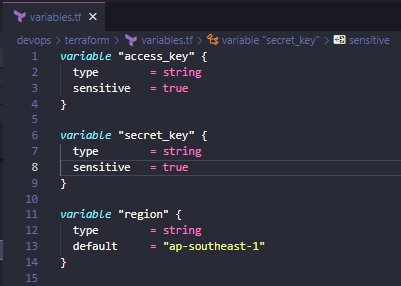 variables.tf ×
devops > terraform > variables.tf > variable "secret_key" > sensitive
1 variable "access_key" {
2   type        = string
3   sensitive   = true
4 }
5
6 variable "secret_key" {
7   type        = string
8   sensitive   = true
9 }
10
11 variable "region" {
12   type        = string
13   default     = "ap-southeast-1"
14 }
15